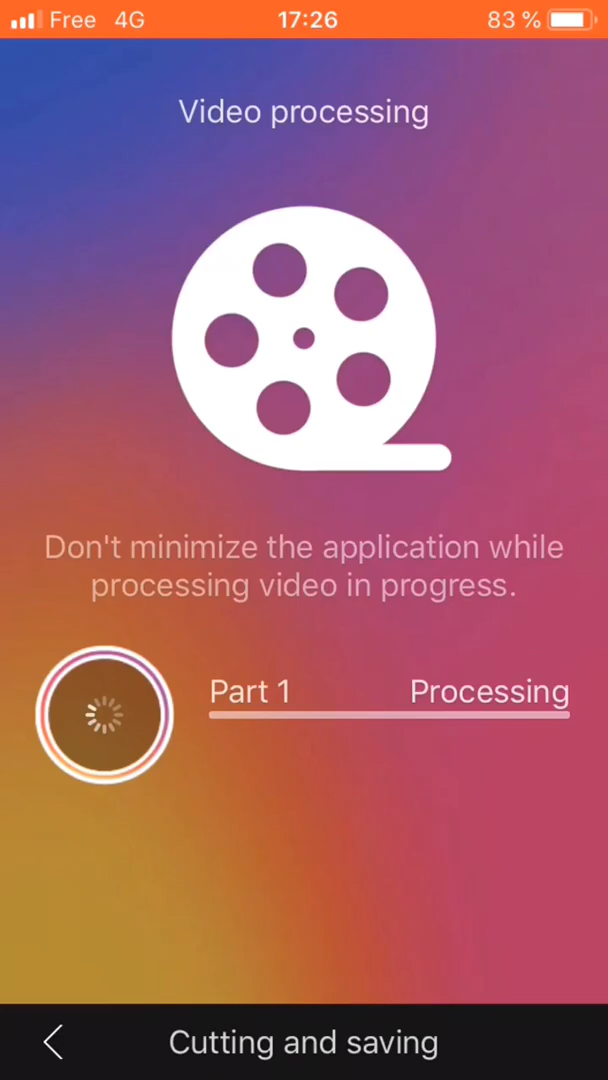 Free 4G 17:26 83 %
Video processing
Don't minimize the application while
processing video in progress.
Part 1 Processing
Cutting and saving